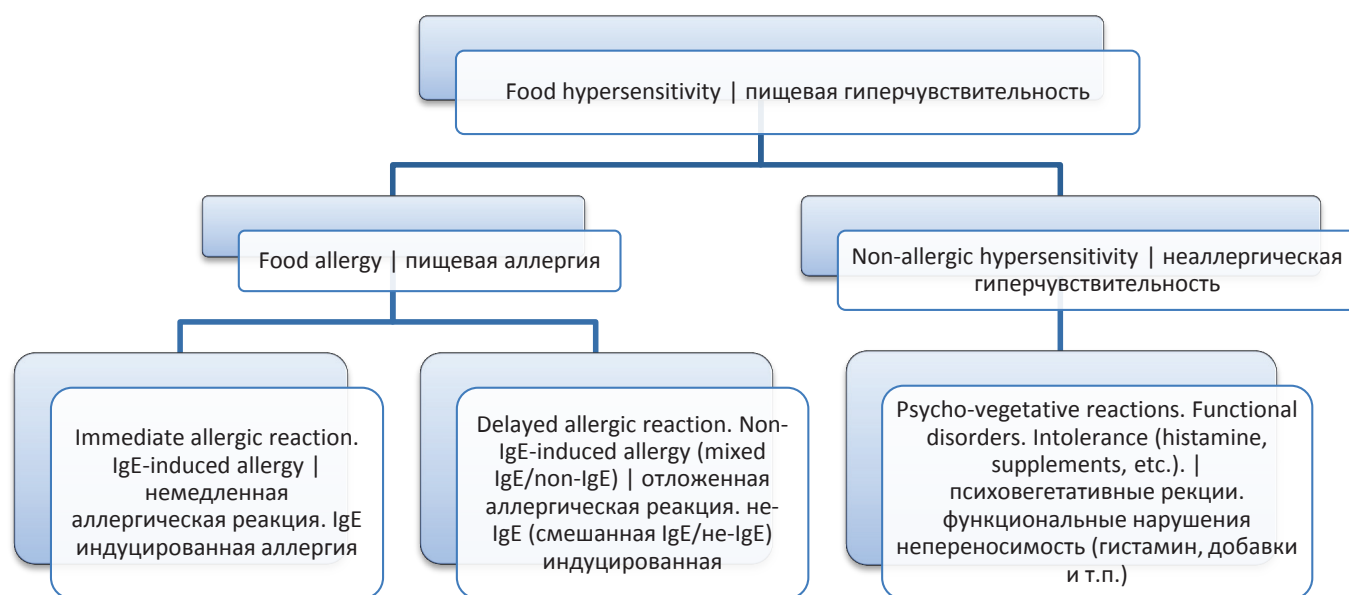 Food hypersensitivity | пищевая гиперчувствительность
Food allergy | пищевая аллергия
Non-allergic hypersensitivity | неаллергическая
гиперчувствительность
Immediate allergic reaction.
IgE-induced allergy |
немедленная
аллергическая реакция. IgE
индуцированная аллергия
Delayed allergic reaction. Non-
IgE-induced allergy (mixed
IgE/non-IgE) | отложенная
аллергическая реакция. не-
IgE (смешанная IgE/не-IgE)
индуцированная
Psycho-vegetative reactions. Functional
disorders. Intolerance (histamine,
supplements, etc.). |
психовегетативные рекции.
функциональные нарушения
непереносимость (гистамин, добавки
и т.п.)